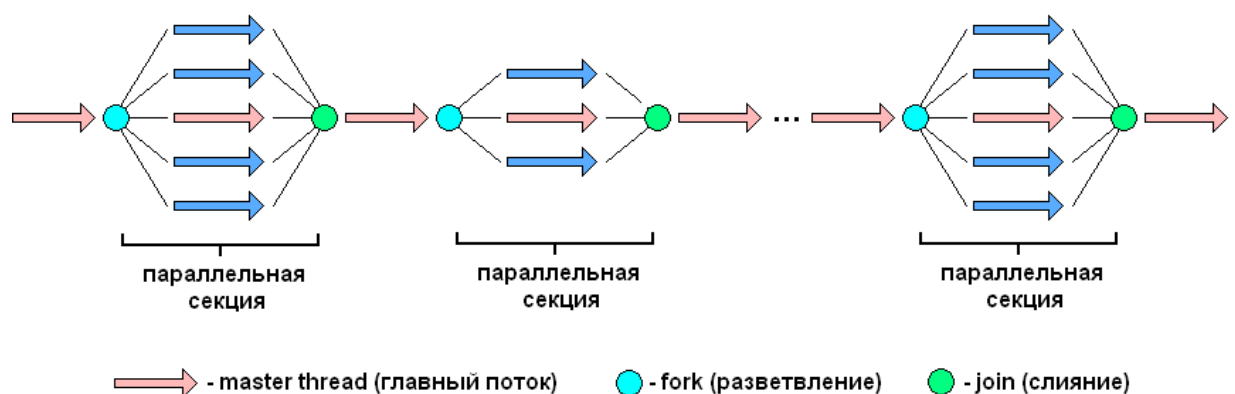 ...
параллельная
секция
параллельная
секция
параллельная
секция
- master thread (главный поток)
- fork (разветвление)
- join (слияние)